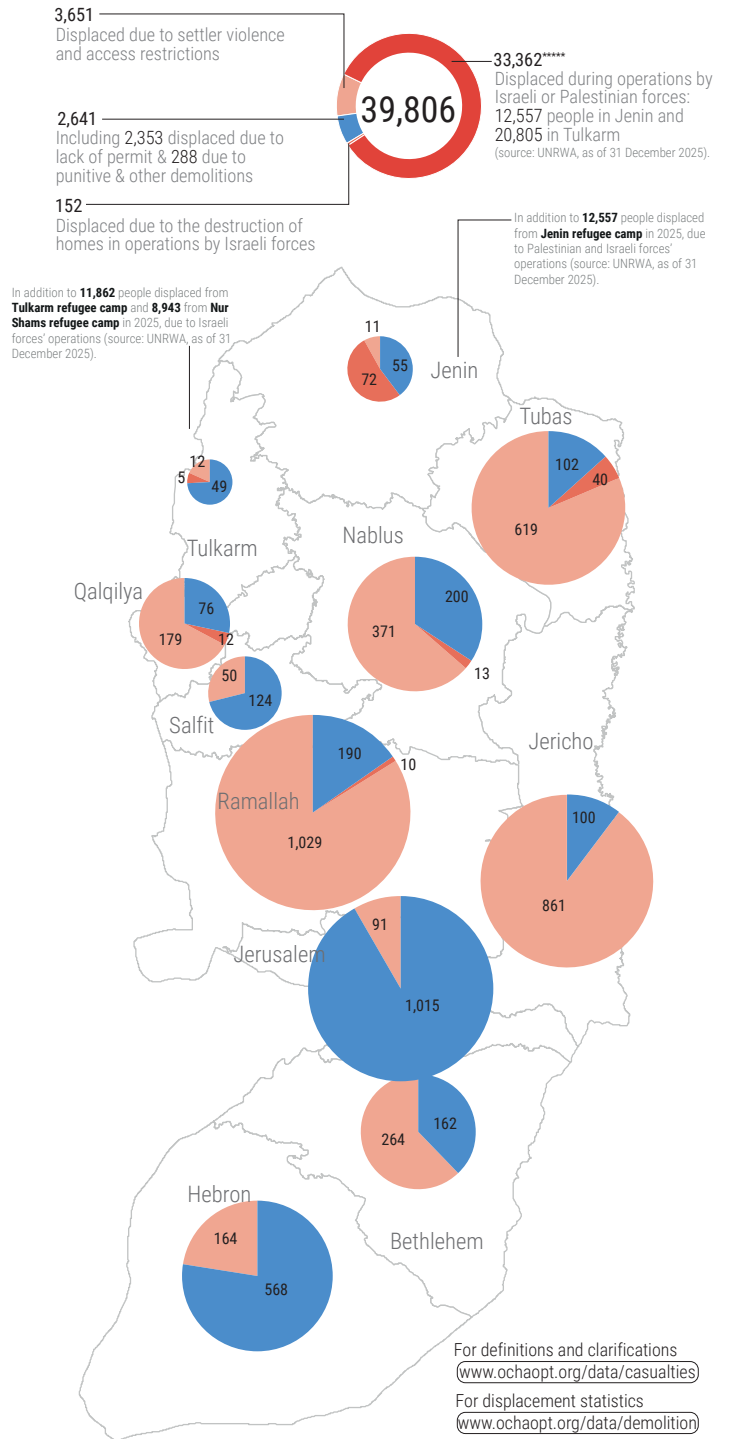 3,651
Displaced due to settler violence
and access restrictions
2,641
Including 2,353 displaced due to
lack of permit & 288 due to
punitive & other demolitions
152
Displaced due to the destruction of
homes in operations by Israeli forces
39,806
33,362*****
Displaced during operations by
Israeli or Palestinian forces:
12,557 people in Jenin and
20,805 in Tulkarm
(source: UNRWA, as of 31 December 2025).
In addition to 12,557 people displaced
from Jenin refugee camp in 2025, due
to Palestinian and Israeli forces'
operations (source: UNRWA, as of 31
December 2025).
In addition to 11,862 people displaced from
Tulkarm refugee camp and 8,943 from Nur
Shams refugee camp in 2025, due to Israeli
forces' operations (source: UNRWA, as of 31
December 2025).
11
55
72
Jenin
Tubas
102
40
619
12
5
49
Tulkarm
Nablus
200
371
13
Qalqilya
76
179
12
50
124
Salfit
Jericho
100
861
190
10
Ramallah
1,029
91
Jerusalem
1,015
162
264
Bethlehem
Hebron
164
568
For definitions and clarifications
www.ochaopt.org/data/casualties
For displacement statistics
www.ochaopt.org/data/demolition